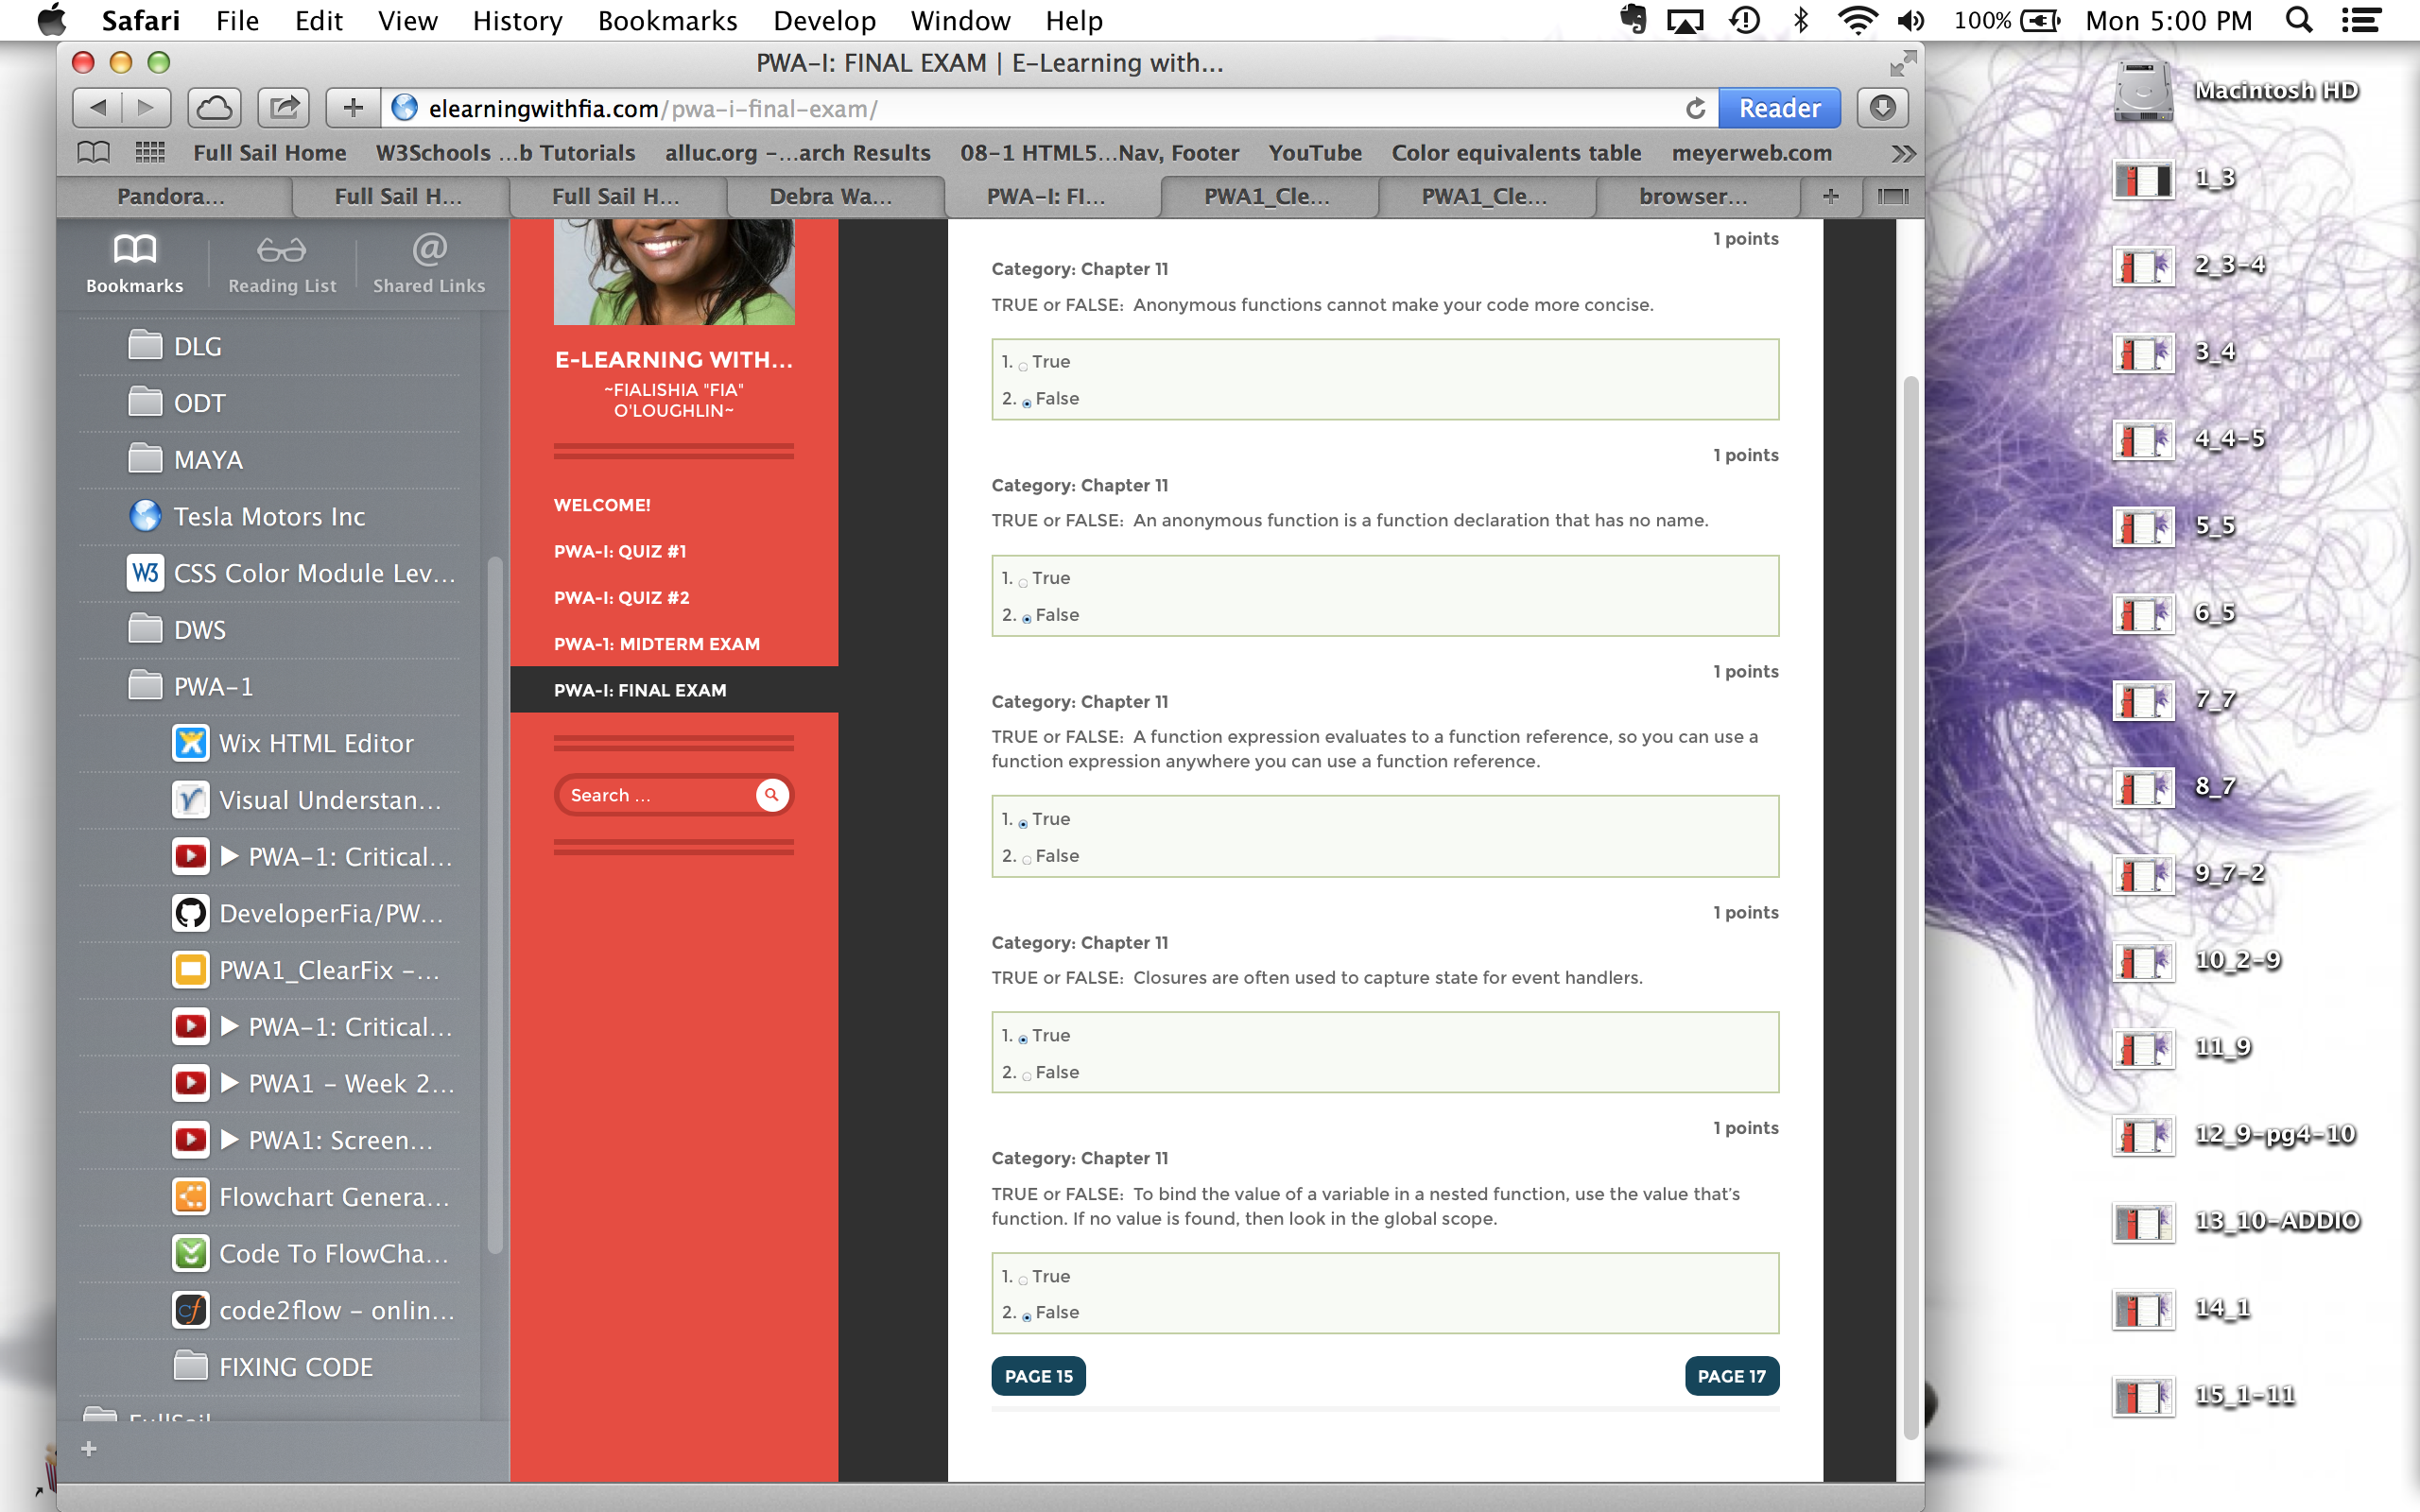 Safari File Edit View History Bookmarks Develop Window Help 100% Mon 5:00 PM
PWA-I: FINAL EXAM | E-Learning with...
elearningwithfia.com/pwa-i-final-exam/ Reader
Full Sail Home W3Schools ...b Tutorials alluc.org -...arch Results 08-1 HTML5...Nav, Footer YouTube Color equivalents table meyerweb.com
Pandora... Full Sail H... Full Sail H... Debra Wa... PWA-I: FI... PWA1_Cle... PWA1_Cle... browser...
Bookmarks Reading List Shared Links
DLG
ODT
MAYA
Tesla Motors Inc
W3 CSS Color Module Lev...
DWS
PWA-1
Wix HTML Editor
Visual Understan...
▶ PWA-1: Critical...
DeveloperFia/PW...
PWA1_ClearFix -...
▶ PWA-1: Critical...
▶ PWA1 - Week 2...
▶ PWA1: Screen...
Flowchart Genera...
Code To FlowCha...
cf code2flow - onlin...
FIXING CODE
FullSail
E-LEARNING WITH...
~FIALISHIA "FIA"
O'LOUGHLIN~
WELCOME!
PWA-I: QUIZ #1
PWA-I: QUIZ #2
PWA-1: MIDTERM EXAM
PWA-I: FINAL EXAM
Search ...
1 points
Category: Chapter 11
TRUE or FALSE: Anonymous functions cannot make your code more concise.
1. True
2. False
1 points
Category: Chapter 11
TRUE or FALSE: An anonymous function is a function declaration that has no name.
1. True
2. False
1 points
Category: Chapter 11
TRUE or FALSE: A function expression evaluates to a function reference, so you can use a
function expression anywhere you can use a function reference.
1. True
2. False
1 points
Category: Chapter 11
TRUE or FALSE: Closures are often used to capture state for event handlers.
1. True
2. False
1 points
Category: Chapter 11
TRUE or FALSE: To bind the value of a variable in a nested function, use the value that's
function. If no value is found, then look in the global scope.
1. True
2. False
PAGE 15 PAGE 17
Macintosh HD
1_3
2_3-4
3_4
4_4-5
5_5
6_5
7_7
8_7
9_7-2
10_2-9
11_9
12_9-pg4-10
13_10-ADDIO
14_1
15_1-11